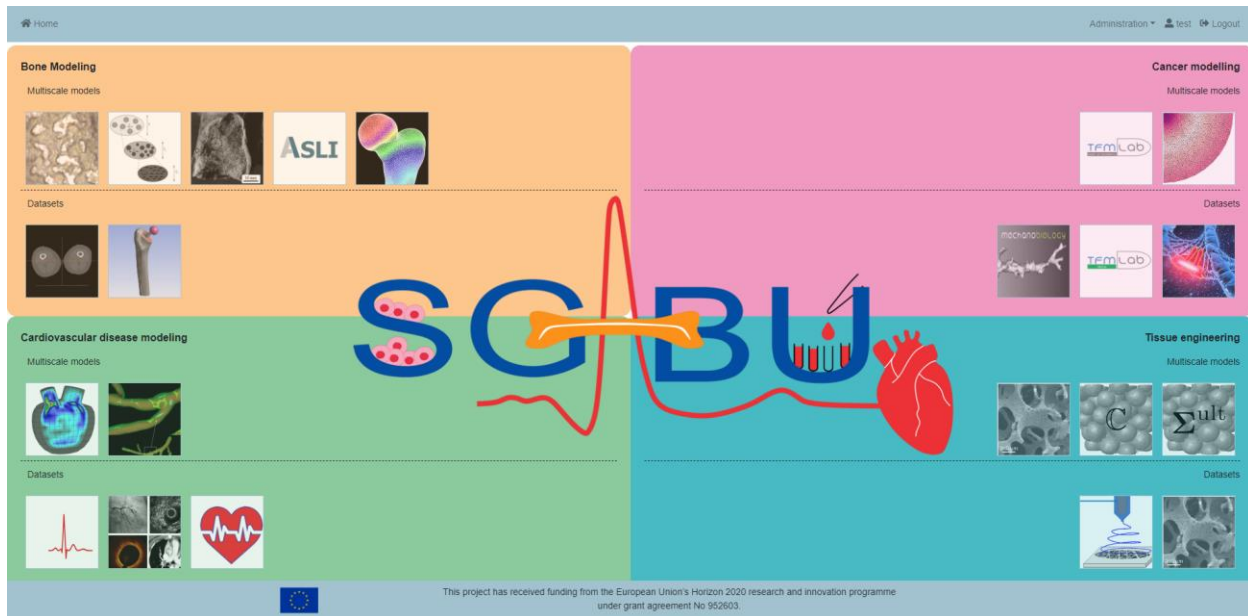 Home
Administration test Logout
Bone Modeling
Multiscale models
ASLI
Datasets
Cancer modelling
Multiscale models
TFMLab
Datasets
mechanobiology
TFMLab
SGABU
Cardiovascular disease modeling
Multiscale models
Datasets
Tissue engineering
Multiscale models
ℂ
Σult
Datasets
This project has received funding from the European Union's Horizon 2020 research and innovation programme
under grant agreement No 952603.